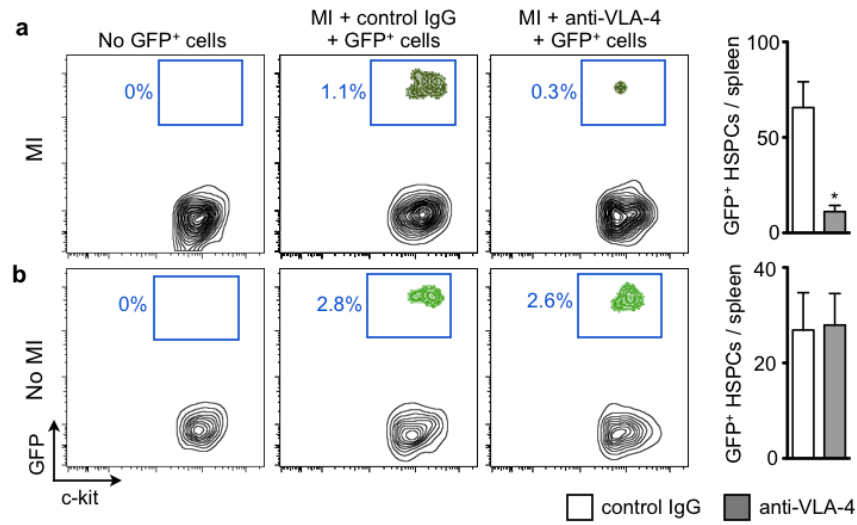 a
No GFP⁺ cells
MI + control IgG
+ GFP⁺ cells
MI + anti-VLA-4
+ GFP⁺ cells
MI
0%
1.1%
0.3%
GFP⁺ HSPCs / spleen
100
50
0
*
b
No MI
0%
2.8%
2.6%
GFP⁺ HSPCs / spleen
40
20
0
GFP
c-kit
control IgG
anti-VLA-4